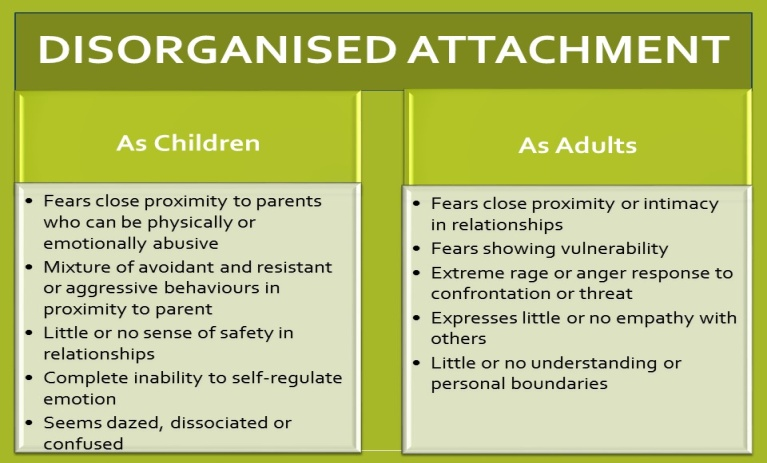 DISORGANISED ATTACHMENT
As Children
• Fears close proximity to parents
who can be physically or
emotionally abusive
• Mixture of avoidant and resistant
or aggressive behaviours in
proximity to parent
• Little or no sense of safety in
relationships
• Complete inability to self-regulate
emotion
• Seems dazed, dissociated or
confused
As Adults
• Fears close proximity or intimacy
in relationships
• Fears showing vulnerability
• Extreme rage or anger response to
confrontation or threat
• Expresses little or no empathy with
others
• Little or no understanding or
personal boundaries